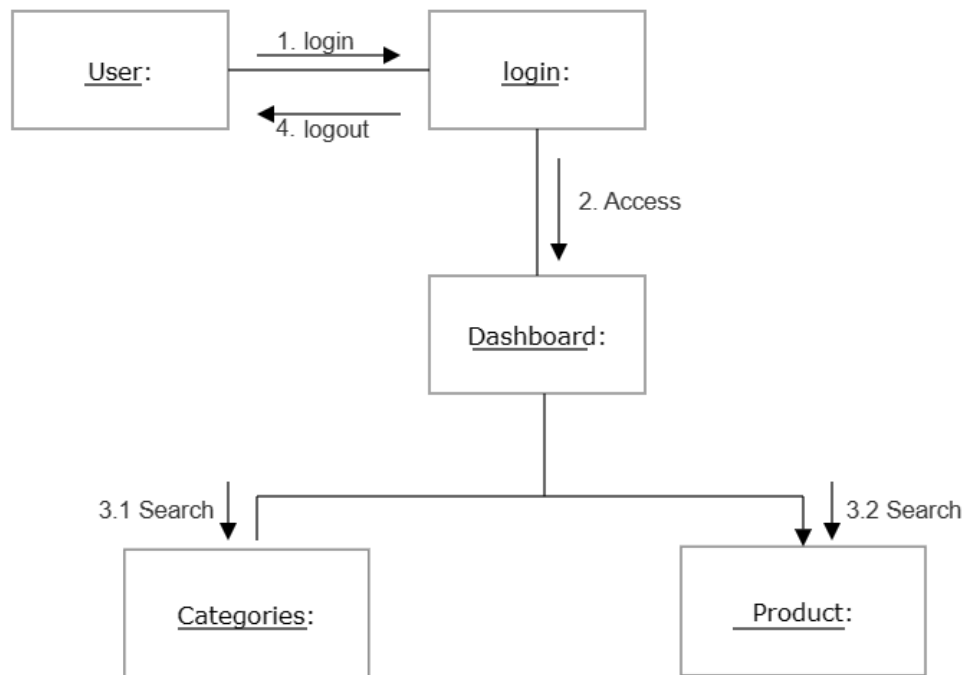 1. login
User:
login:
4. logout
2. Access
Dashboard:
3.1 Search
3.2 Search
Categories:
Product: